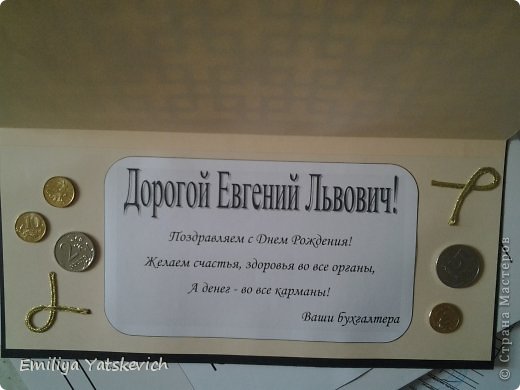 Дорогой Евгений Львович!
Поздравляем с Днем Рождения!
Желаем счастья, здоровья во все органы,
А денег - во все карманы!
Ваши бухгалтера
Emiliya Yatskevich
© Страна Мастеров